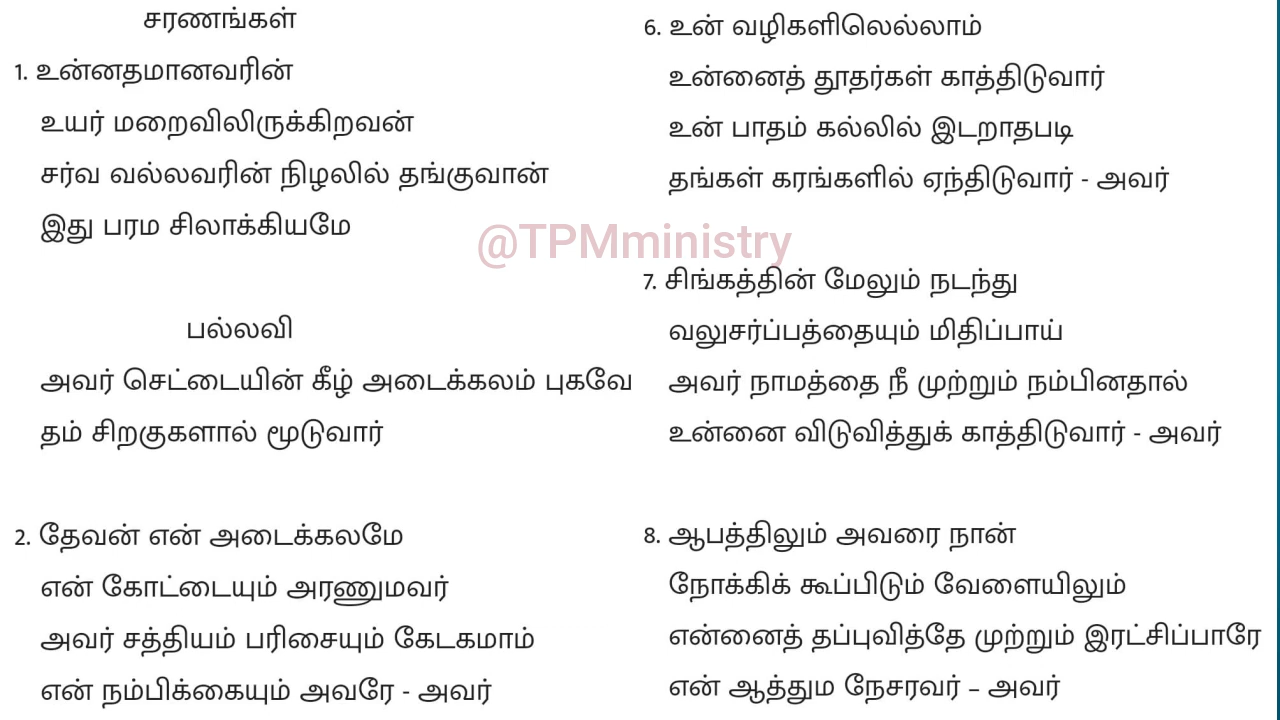 சரணங்கள்
1. உன்னதமானவரின்
உயர் மறைவிலிருக்கிறவன்
சர்வ வல்லவரின் நிழலில் தங்குவான்
இது பரம சிலாக்கியமே
பல்லவி
அவர் செட்டையின் கீழ் அடைக்கலம் புகவே
தம் சிறகுகளால் மூடுவார்
2. தேவன் என் அடைக்கலமே
என் கோட்டையும் அரணுமவர்
அவர் சத்தியம் பரிசையும் கேடகமாம்
என் நம்பிக்கையும் அவரே - அவர்
@TPMministry
6. உன் வழிகளிலெல்லாம்
உன்னைத் தூதர்கள் காத்திடுவார்
உன் பாதம் கல்லில் இடறாதபடி
தங்கள் கரங்களில் ஏந்திடுவார் - அவர்
7. சிங்கத்தின் மேலும் நடந்து
வலுசர்ப்பத்தையும் மிதிப்பாய்
அவர் நாமத்தை நீ முற்றும் நம்பினதால்
உன்னை விடுவித்துக் காத்திடுவார் - அவர்
8. ஆபத்திலும் அவரை நான்
நோக்கிக் கூப்பிடும் வேளையிலும்
என்னைத் தப்புவித்தே முற்றும் இரட்சிப்பாரே
என் ஆத்தும நேசரவர் – அவர்